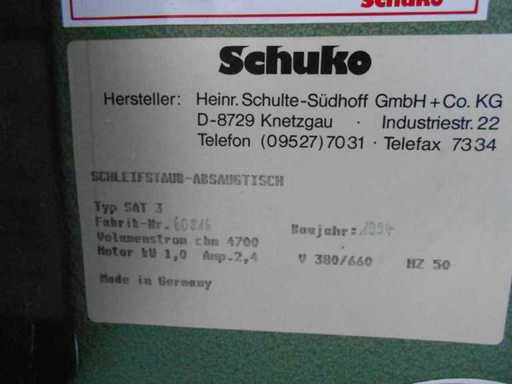 Schuko
Schuko
Hersteller: Heinr. Schulte-Südhoff GmbH + Co. KG
D-8729 Knetzgau · Industriestr. 22
Telefon (09527) 7031 · Telefax 7334
SCHLEIFSTAUB-ABSAUGTISCH
Typ SAT 3
Fabrik-Nr. Baujahr: 1994
Volumenstrom cbm 4700
Motor kW 1,0 Amp. 2,4 V 380/660 HZ 50
Made in Germany